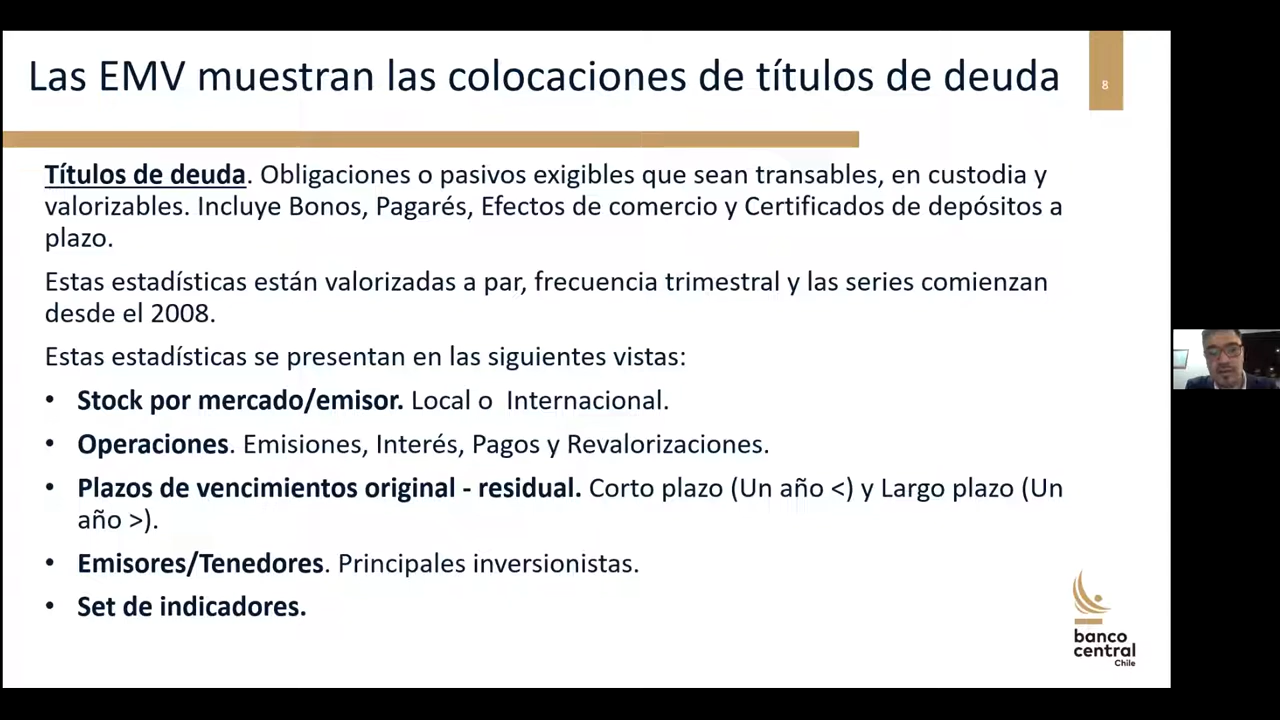 Las EMV muestran las colocaciones de títulos de deuda
8
Títulos de deuda. Obligaciones o pasivos exigibles que sean transables, en custodia y
valorizables. Incluye Bonos, Pagarés, Efectos de comercio y Certificados de depósitos a
plazo.
Estas estadísticas están valorizadas a par, frecuencia trimestral y las series comienzan
desde el 2008.
Estas estadísticas se presentan en las siguientes vistas:
• Stock por mercado/emisor. Local o Internacional.
• Operaciones. Emisiones, Interés, Pagos y Revalorizaciones.
• Plazos de vencimientos original - residual. Corto plazo (Un año <) y Largo plazo (Un
año >).
• Emisores/Tenedores. Principales inversionistas.
• Set de indicadores.
banco
central
Chile